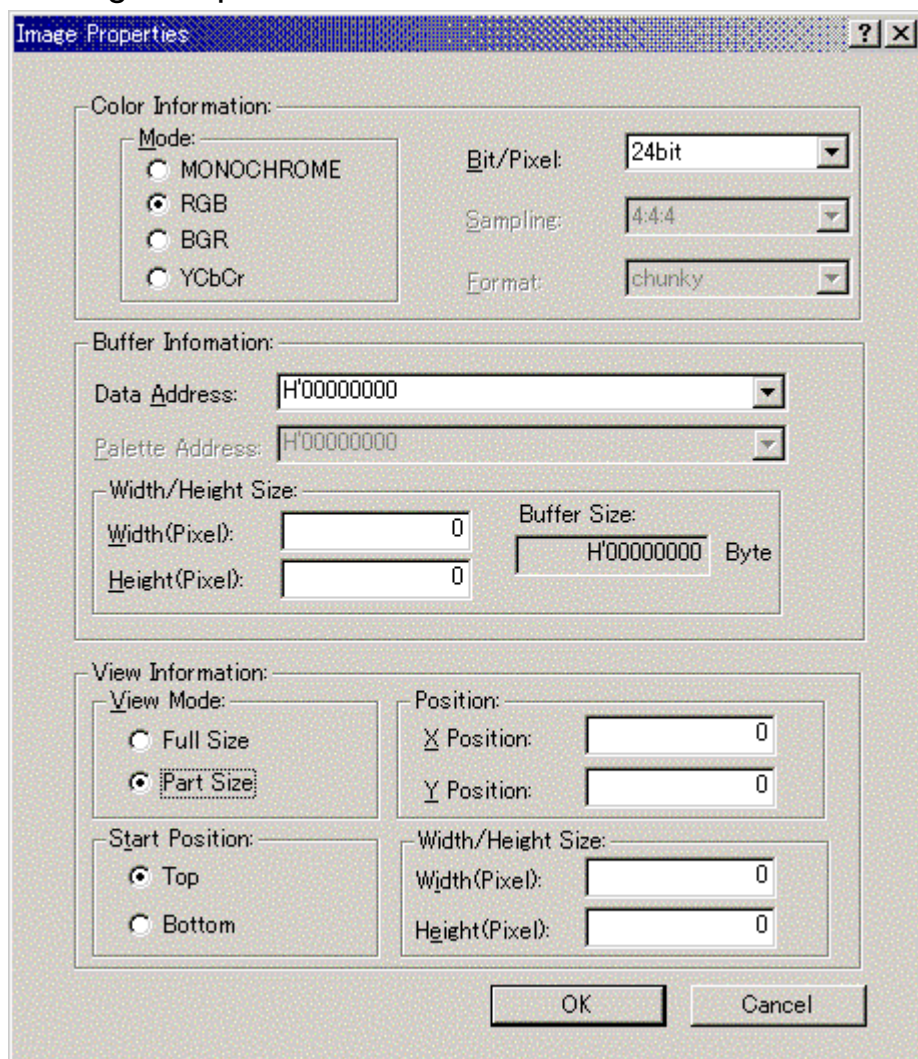 Image Properties
Color Information:
Mode:
MONOCHROME
RGB
BGR
YCbCr
Bit/Pixel: 24bit
Sampling: 4:4:4
Format: chunky
Buffer Infomation:
Data Address: H'00000000
Palette Address: H'00000000
Width/Height Size:
Width(Pixel): 0
Height(Pixel): 0
Buffer Size:
H'00000000 Byte
View Information:
View Mode:
Full Size
Part Size
Position:
X Position: 0
Y Position: 0
Start Position:
Top
Bottom
Width/Height Size:
Width(Pixel): 0
Height(Pixel): 0
OK Cancel